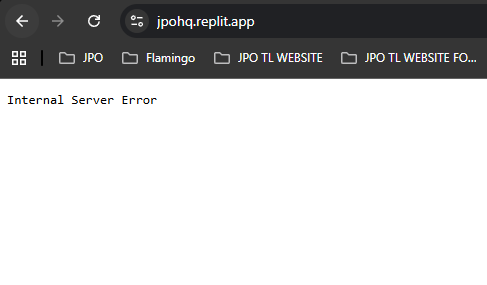 jpohq.replit.app
JPO Flamingo JPO TL WEBSITE JPO TL WEBSITE FO...
Internal Server Error